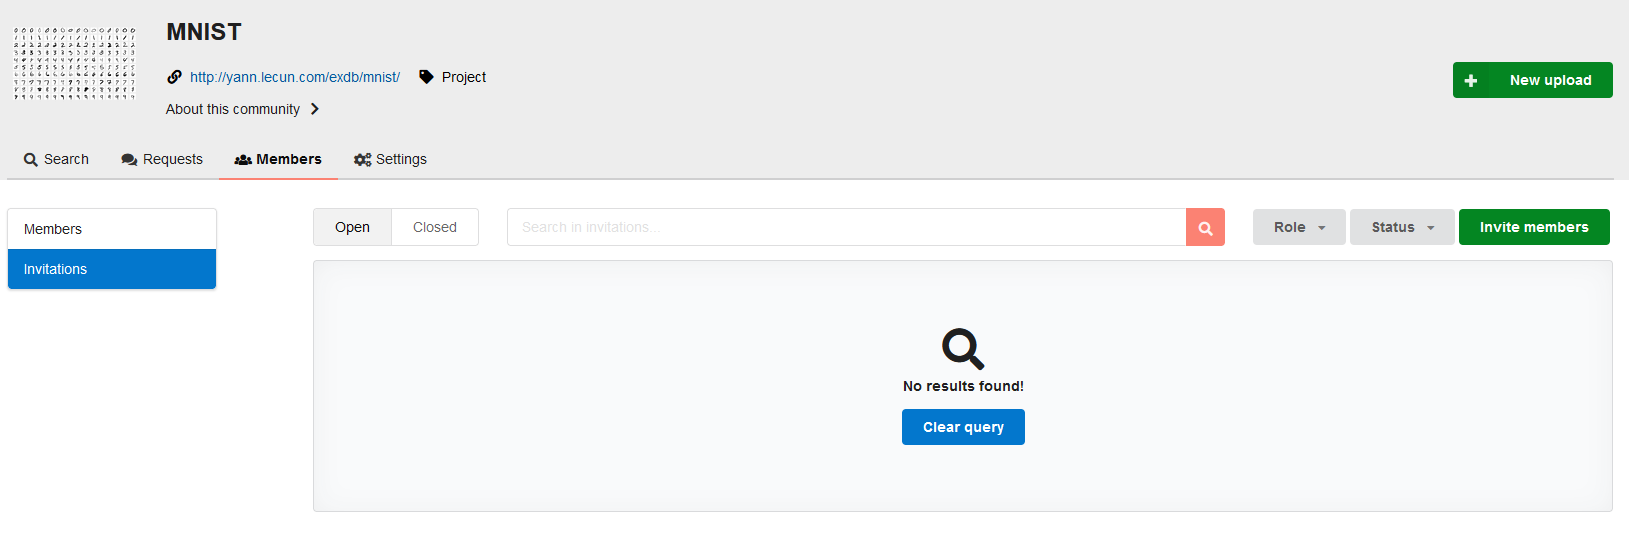 MNIST
http://yann.lecun.com/exdb/mnist/ Project
New upload
About this community
Search Requests Members Settings
Members
Invitations
Open Closed Search in invitations... Role Status Invite members
No results found!
Clear query